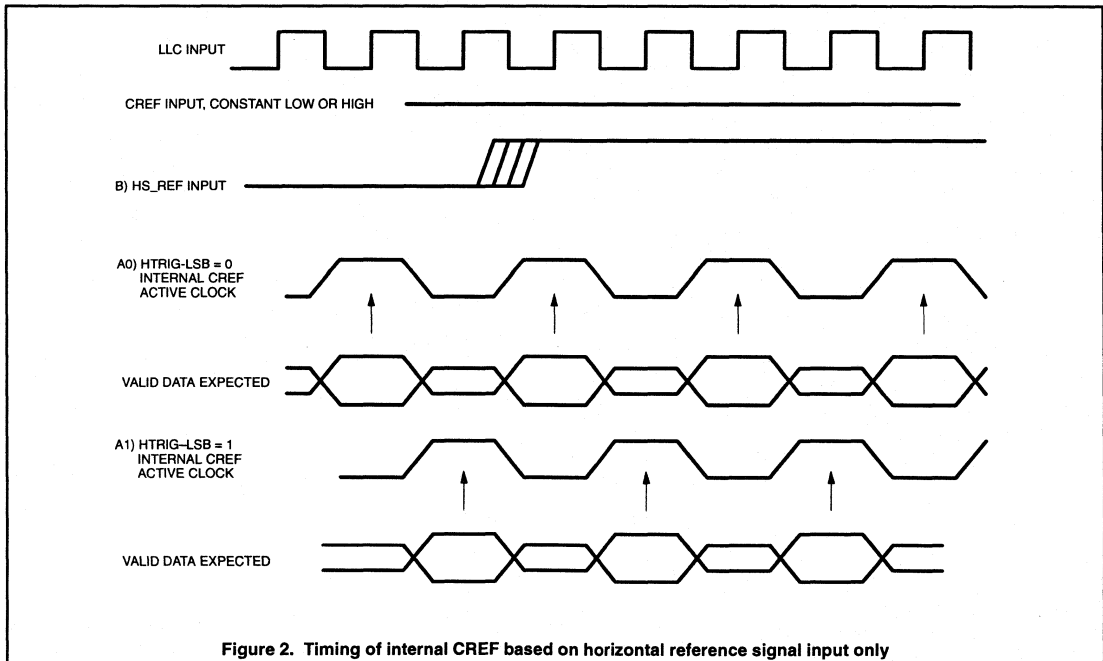 LLC INPUT
CREF INPUT, CONSTANT LOW OR HIGH
B) HS_REF INPUT
A0) HTRIG-LSB = 0
INTERNAL CREF
ACTIVE CLOCK
VALID DATA EXPECTED
A1) HTRIG–LSB = 1
INTERNAL CREF
ACTIVE CLOCK
VALID DATA EXPECTED
Figure 2. Timing of internal CREF based on horizontal reference signal input only